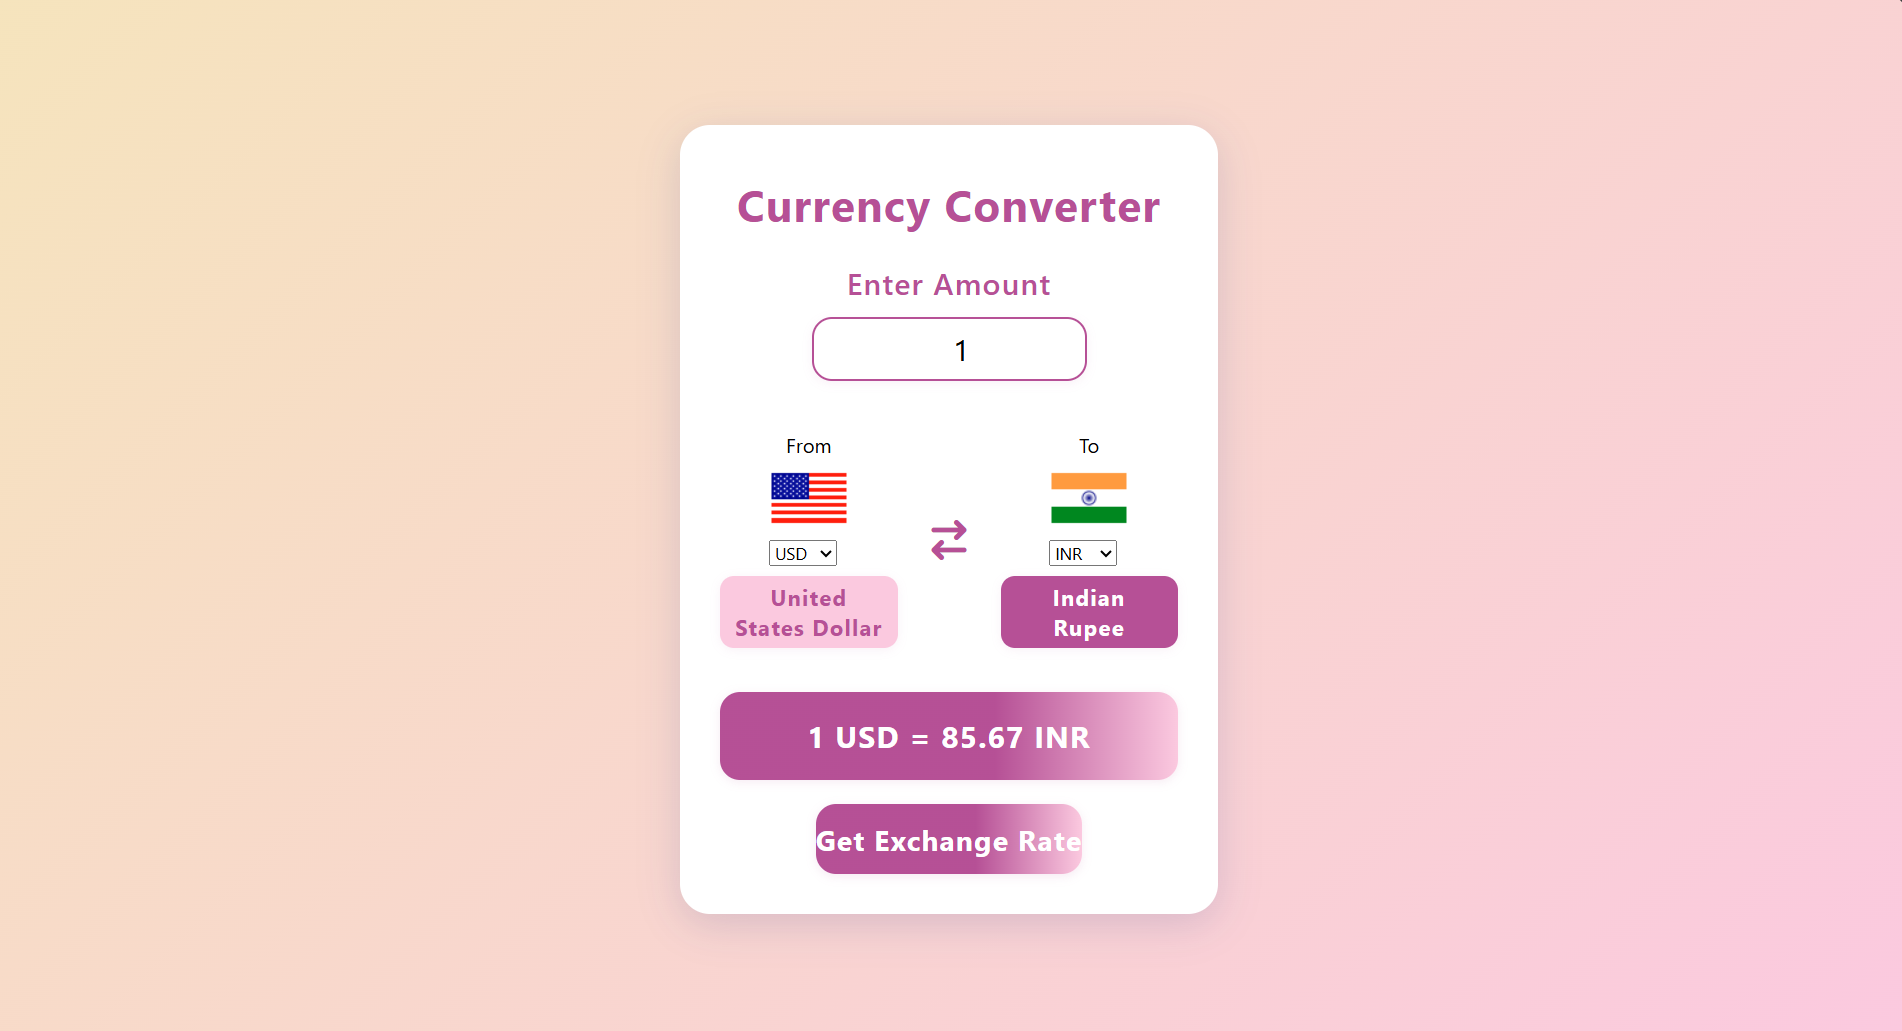 Currency Converter
Enter Amount
1
From
To
USD
INR
United
States Dollar
Indian
Rupee
1 USD = 85.67 INR
Get Exchange Rate